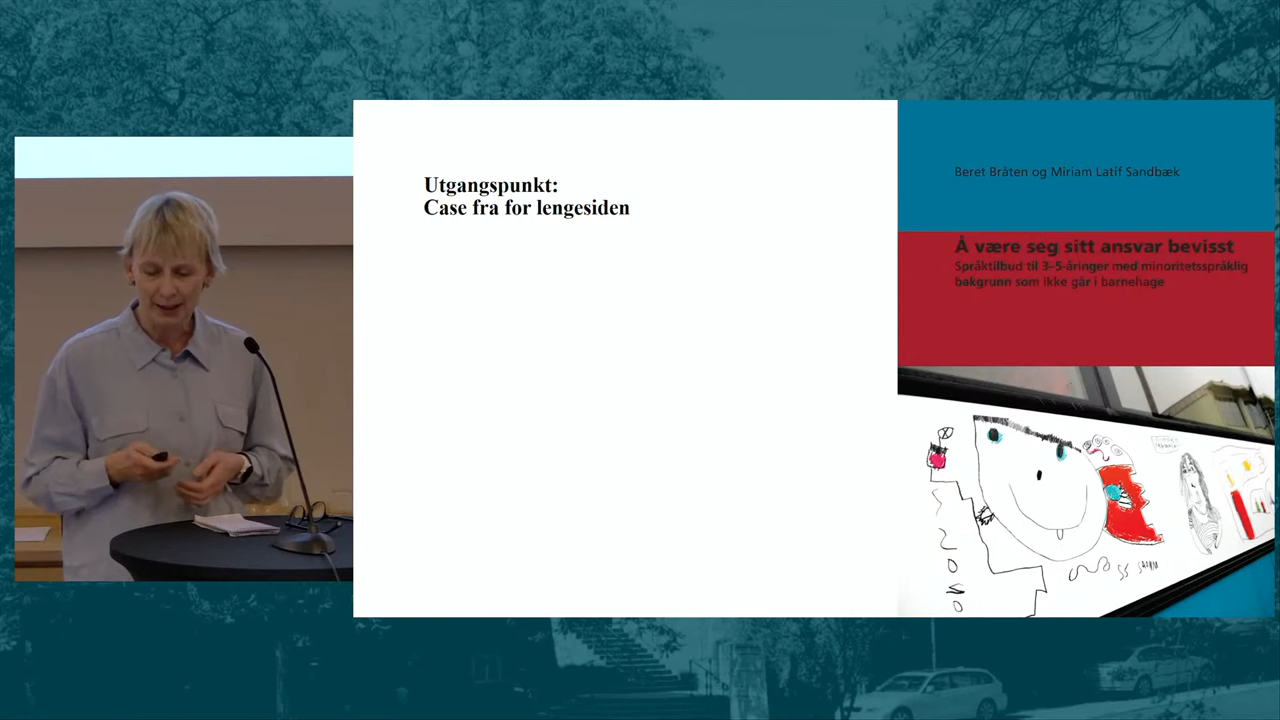 Utgangspunkt:
Case fra for lengesiden
Beret Bråten og Miriam Latif Sandbæk
Å være seg sitt ansvar bevisst
Språktilbud til 3–5-åringer med minoritetsspråklig
bakgrunn som ikke går i barnehage